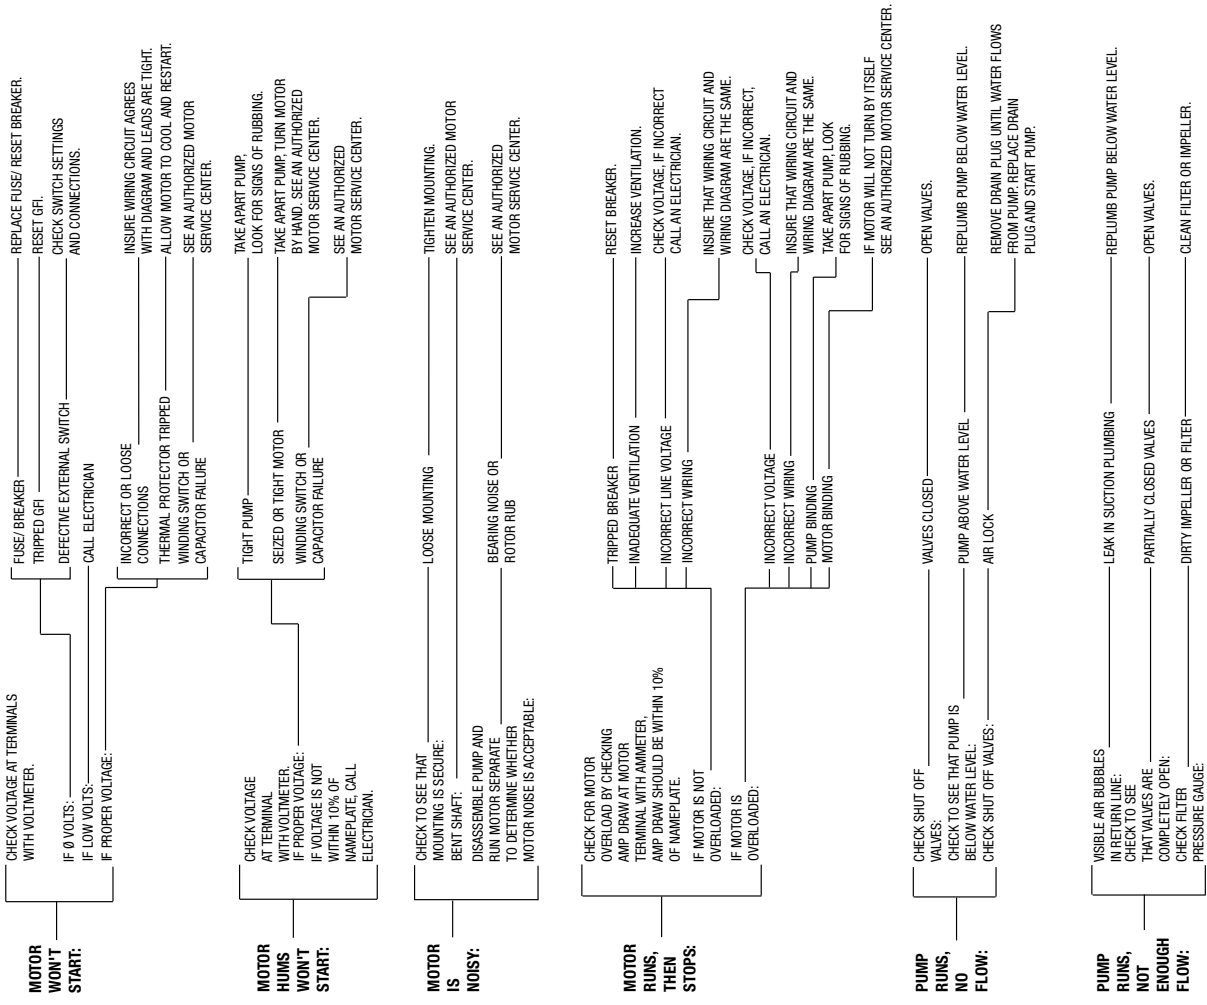 MOTOR
WON'T
START:
CHECK VOLTAGE AT TERMINALS
WITH VOLTMETER.
IF Ø VOLTS:
IF LOW VOLTS:
IF PROPER VOLTAGE:
FUSE/ BREAKER
TRIPPED GFI
DEFECTIVE EXTERNAL SWITCH
CALL ELECTRICIAN
INCORRECT OR LOOSE
CONNECTIONS
THERMAL PROTECTOR TRIPPED
WINDING SWITCH OR
CAPACITOR FAILURE
REPLACE FUSE/ RESET BREAKER.
RESET GFI.
CHECK SWITCH SETTINGS
AND CONNECTIONS.
INSURE WIRING CIRCUIT AGREES
WITH DIAGRAM AND LEADS ARE TIGHT.
ALLOW MOTOR TO COOL AND RESTART.
SEE AN AUTHORIZED MOTOR
SERVICE CENTER.
MOTOR
HUMS
WON'T
START:
CHECK VOLTAGE
AT TERMINAL
WITH VOLTMETER.
IF PROPER VOLTAGE:
IF VOLTAGE IS NOT
WITHIN 10% OF
NAMEPLATE, CALL
ELECTRICIAN.
TIGHT PUMP
SEIZED OR TIGHT MOTOR
WINDING SWITCH OR
CAPACITOR FAILURE
TAKE APART PUMP,
LOOK FOR SIGNS OF RUBBING.
TAKE APART PUMP, TURN MOTOR
BY HAND. SEE AN AUTHORIZED
MOTOR SERVICE CENTER.
SEE AN AUTHORIZED
MOTOR SERVICE CENTER.
MOTOR
IS
NOISY:
CHECK TO SEE THAT
MOUNTING IS SECURE:
BENT SHAFT:
DISASSEMBLE PUMP AND
RUN MOTOR SEPARATE
TO DETERMINE WHETHER
MOTOR NOISE IS ACCEPTABLE:
LOOSE MOUNTING
BEARING NOISE OR
ROTOR RUB
TIGHTEN MOUNTING.
SEE AN AUTHORIZED MOTOR
SERVICE CENTER.
SEE AN AUTHORIZED
MOTOR SERVICE CENTER.
MOTOR
RUNS,
THEN
STOPS:
CHECK FOR MOTOR
OVERLOAD BY CHECKING
AMP DRAW AT MOTOR
TERMINAL WITH AMMETER,
AMP DRAW SHOULD BE WITHIN 10%
OF NAMEPLATE.
IF MOTOR IS NOT
OVERLOADED:
IF MOTOR IS
OVERLOADED:
TRIPPED BREAKER
INADEQUATE VENTILATION
INCORRECT LINE VOLTAGE
INCORRECT WIRING
INCORRECT VOLTAGE
INCORRECT WIRING
PUMP BINDING
MOTOR BINDING
RESET BREAKER.
INCREASE VENTILATION.
CHECK VOLTAGE, IF INCORRECT
CALL AN ELECTRICIAN.
INSURE THAT WIRING CIRCUIT AND
WIRING DIAGRAM ARE THE SAME.
CHECK VOLTAGE, IF INCORRECT,
CALL AN ELECTRICIAN.
INSURE THAT WIRING CIRCUIT AND
WIRING DIAGRAM ARE THE SAME.
TAKE APART PUMP, LOOK
FOR SIGNS OF RUBBING.
IF MOTOR WILL NOT TURN BY ITSELF
SEE AN AUTHORIZED MOTOR SERVICE CENTER.
PUMP
RUNS,
NO
FLOW:
CHECK SHUT OFF
VALVES:
CHECK TO SEE THAT PUMP IS
BELOW WATER LEVEL:
CHECK SHUT OFF VALVES:
VALVES CLOSED
PUMP ABOVE WATER LEVEL
AIR LOCK
OPEN VALVES.
REPLUMB PUMP BELOW WATER LEVEL.
REMOVE DRAIN PLUG UNTIL WATER FLOWS
FROM PUMP. REPLACE DRAIN
PLUG AND START PUMP.
PUMP
RUNS,
NOT
ENOUGH
FLOW:
VISIBLE AIR BUBBLES
IN RETURN LINE:
CHECK TO SEE
THAT VALVES ARE
COMPLETELY OPEN:
CHECK FILTER
PRESSURE GAUGE:
LEAK IN SUCTION PLUMBING
PARTIALLY CLOSED VALVES
DIRTY IMPELLER OR FILTER
REPLUMB PUMP BELOW WATER LEVEL.
OPEN VALVES.
CLEAN FILTER OR IMPELLER.